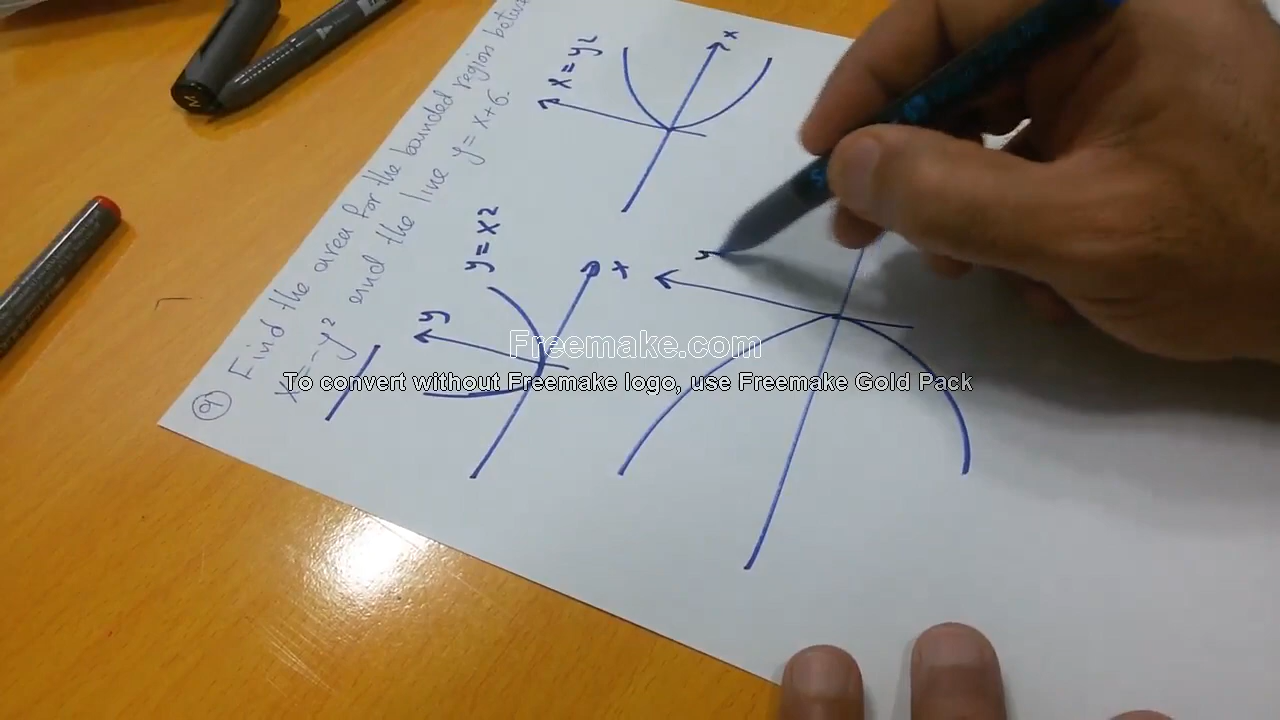 9 Find the area for the bounded region between
x = -y² and the line y = x+6.
y = x²
y
x
x = y²
x
y
Freemake.com
To convert without Freemake logo, use Freemake Gold Pack